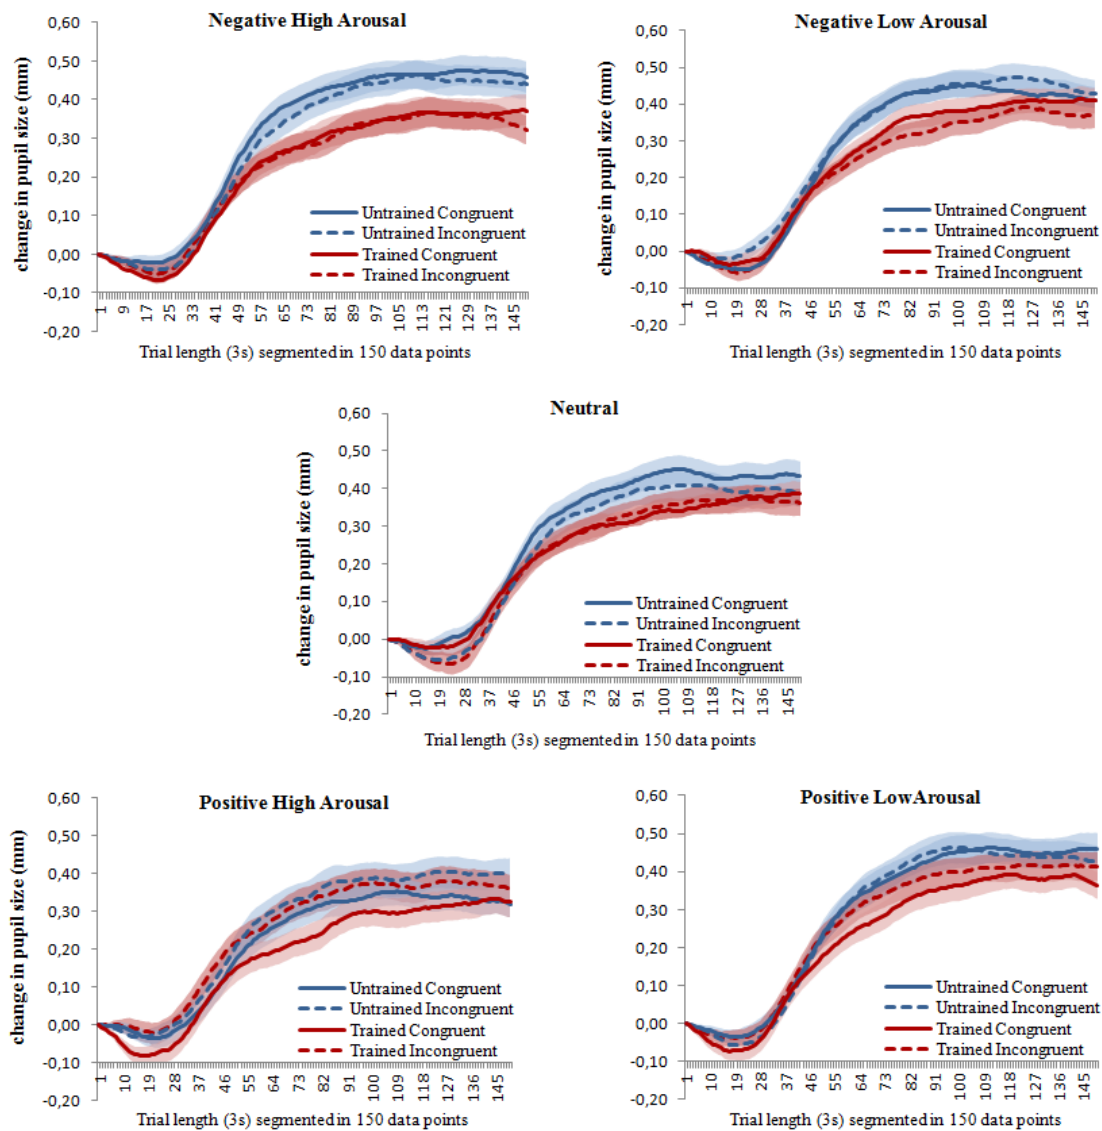 Negative High Arousal
change in pupil size (mm)
0,60
0,50
0,40
0,30
0,20
0,10
0,00
-0,10
-0,20
Untrained Congruent
Untrained Incongruent
Trained Congruent
Trained Incongruent
1 9 17 25 33 41 49 57 65 73 81 89 97 105 113 121 129 137 145
Trial length (3s) segmented in 150 data points
Negative Low Arousal
change in pupil size (mm)
0,60
0,50
0,40
0,30
0,20
0,10
0,00
-0,10
-0,20
Untrained Congruent
Untrained Incongruent
Trained Congruent
Trained Incongruent
1 10 19 28 37 46 55 64 73 82 91 100 109 118 127 136 145
Trial length (3s) segmented in 150 data points
Neutral
change in pupil size (mm)
0,60
0,50
0,40
0,30
0,20
0,10
0,00
-0,10
-0,20
Untrained Congruent
Untrained Incongruent
Trained Congruent
Trained Incongruent
1 10 19 28 37 46 55 64 73 82 91 100 109 118 127 136 145
Trial length (3s) segmented in 150 data points
Positive High Arousal
change in pupil size (mm)
0,60
0,50
0,40
0,30
0,20
0,10
0,00
-0,10
-0,20
Untrained Congruent
Untrained Incongruent
Trained Congruent
Trained Incongruent
1 10 19 28 37 46 55 64 73 82 91 100 109 118 127 136 145
Trial length (3s) segmented in 150 data points
Positive Low Arousal
change in pupil size (mm)
0,60
0,50
0,40
0,30
0,20
0,10
0,00
-0,10
-0,20
Untrained Congruent
Untrained Incongruent
Trained Congruent
Trained Incongruent
1 10 19 28 37 46 55 64 73 82 91 100 109 118 127 136 145
Trial length (3s) segmented in 150 data points